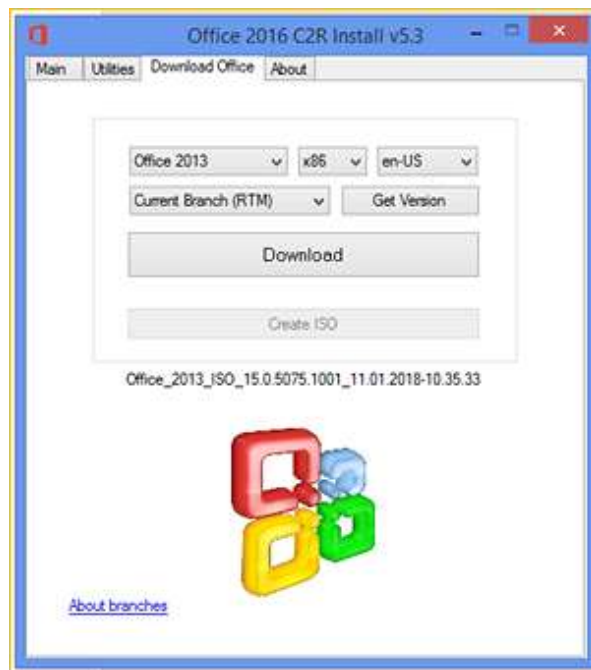 Office 2016 C2R Install v5.3
Main Utilities Download Office About
Office 2013 x86 en-US
Current Branch (RTM) Get Version
Download
Create ISO
Office_2013_ISO_15.0.5075.1001_11.01.2018-10.35.33
About branches